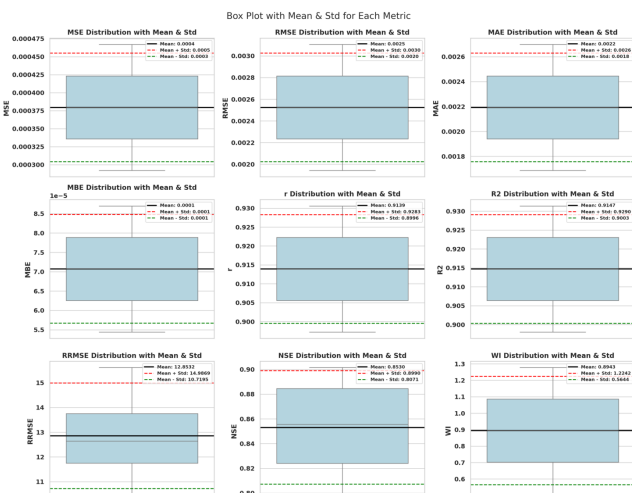 Box Plot with Mean & Std for Each Metric
MSE Distribution with Mean & Std
0.000475
0.000450
0.000425
0.000400
0.000375
0.000350
0.000325
0.000300
MSE
Mean: 0.0004
Mean + Std: 0.0005
Mean - Std: 0.0003
RMSE Distribution with Mean & Std
0.0030
0.0028
0.0026
0.0024
0.0022
0.0020
RMSE
Mean: 0.0025
Mean + Std: 0.0030
Mean - Std: 0.0020
MAE Distribution with Mean & Std
0.0026
0.0024
0.0022
0.0020
0.0018
MAE
Mean: 0.0022
Mean + Std: 0.0026
Mean - Std: 0.0018
MBE Distribution with Mean & Std
1e-5
8.5
8.0
7.5
7.0
6.5
6.0
5.5
MBE
Mean: 0.0001
Mean + Std: 0.0001
Mean - Std: 0.0001
r Distribution with Mean & Std
0.930
0.925
0.920
0.915
0.910
0.905
0.900
r
Mean: 0.9139
Mean + Std: 0.9283
Mean - Std: 0.8996
R2 Distribution with Mean & Std
0.930
0.925
0.920
0.915
0.910
0.905
0.900
R2
Mean: 0.9147
Mean + Std: 0.9290
Mean - Std: 0.9003
RRMSE Distribution with Mean & Std
15
14
13
12
11
RRMSE
Mean: 12.8532
Mean + Std: 14.9869
Mean - Std: 10.7195
NSE Distribution with Mean & Std
0.90
0.88
0.86
0.84
0.82
0.80
NSE
Mean: 0.8530
Mean + Std: 0.8990
Mean - Std: 0.8071
WI Distribution with Mean & Std
1.3
1.2
1.1
1.0
0.9
0.8
0.7
0.6
WI
Mean: 0.8943
Mean + Std: 1.2242
Mean - Std: 0.5644